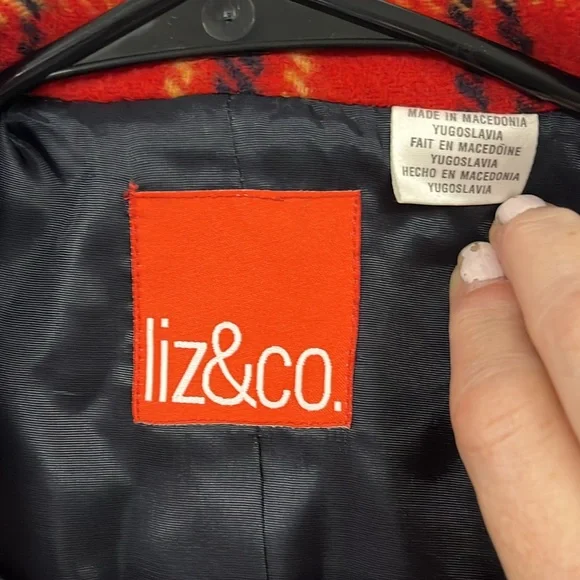 MADE IN MACEDONIA
YUGOSLAVIA
FAIT EN MACEDOINE
YUGOSLAVIA
HECHO EN MACEDONIA
YUGOSLAVIA
liz&co.